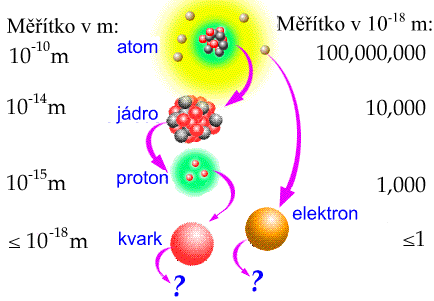 Měřítko v m:
Měřítko v 10⁻¹⁸ m:
10⁻¹⁰m
atom
100,000,000
10⁻¹⁴m
jádro
10,000
10⁻¹⁵m
proton
1,000
elektron
≤ 10⁻¹⁸m
kvark
≤1
?
?